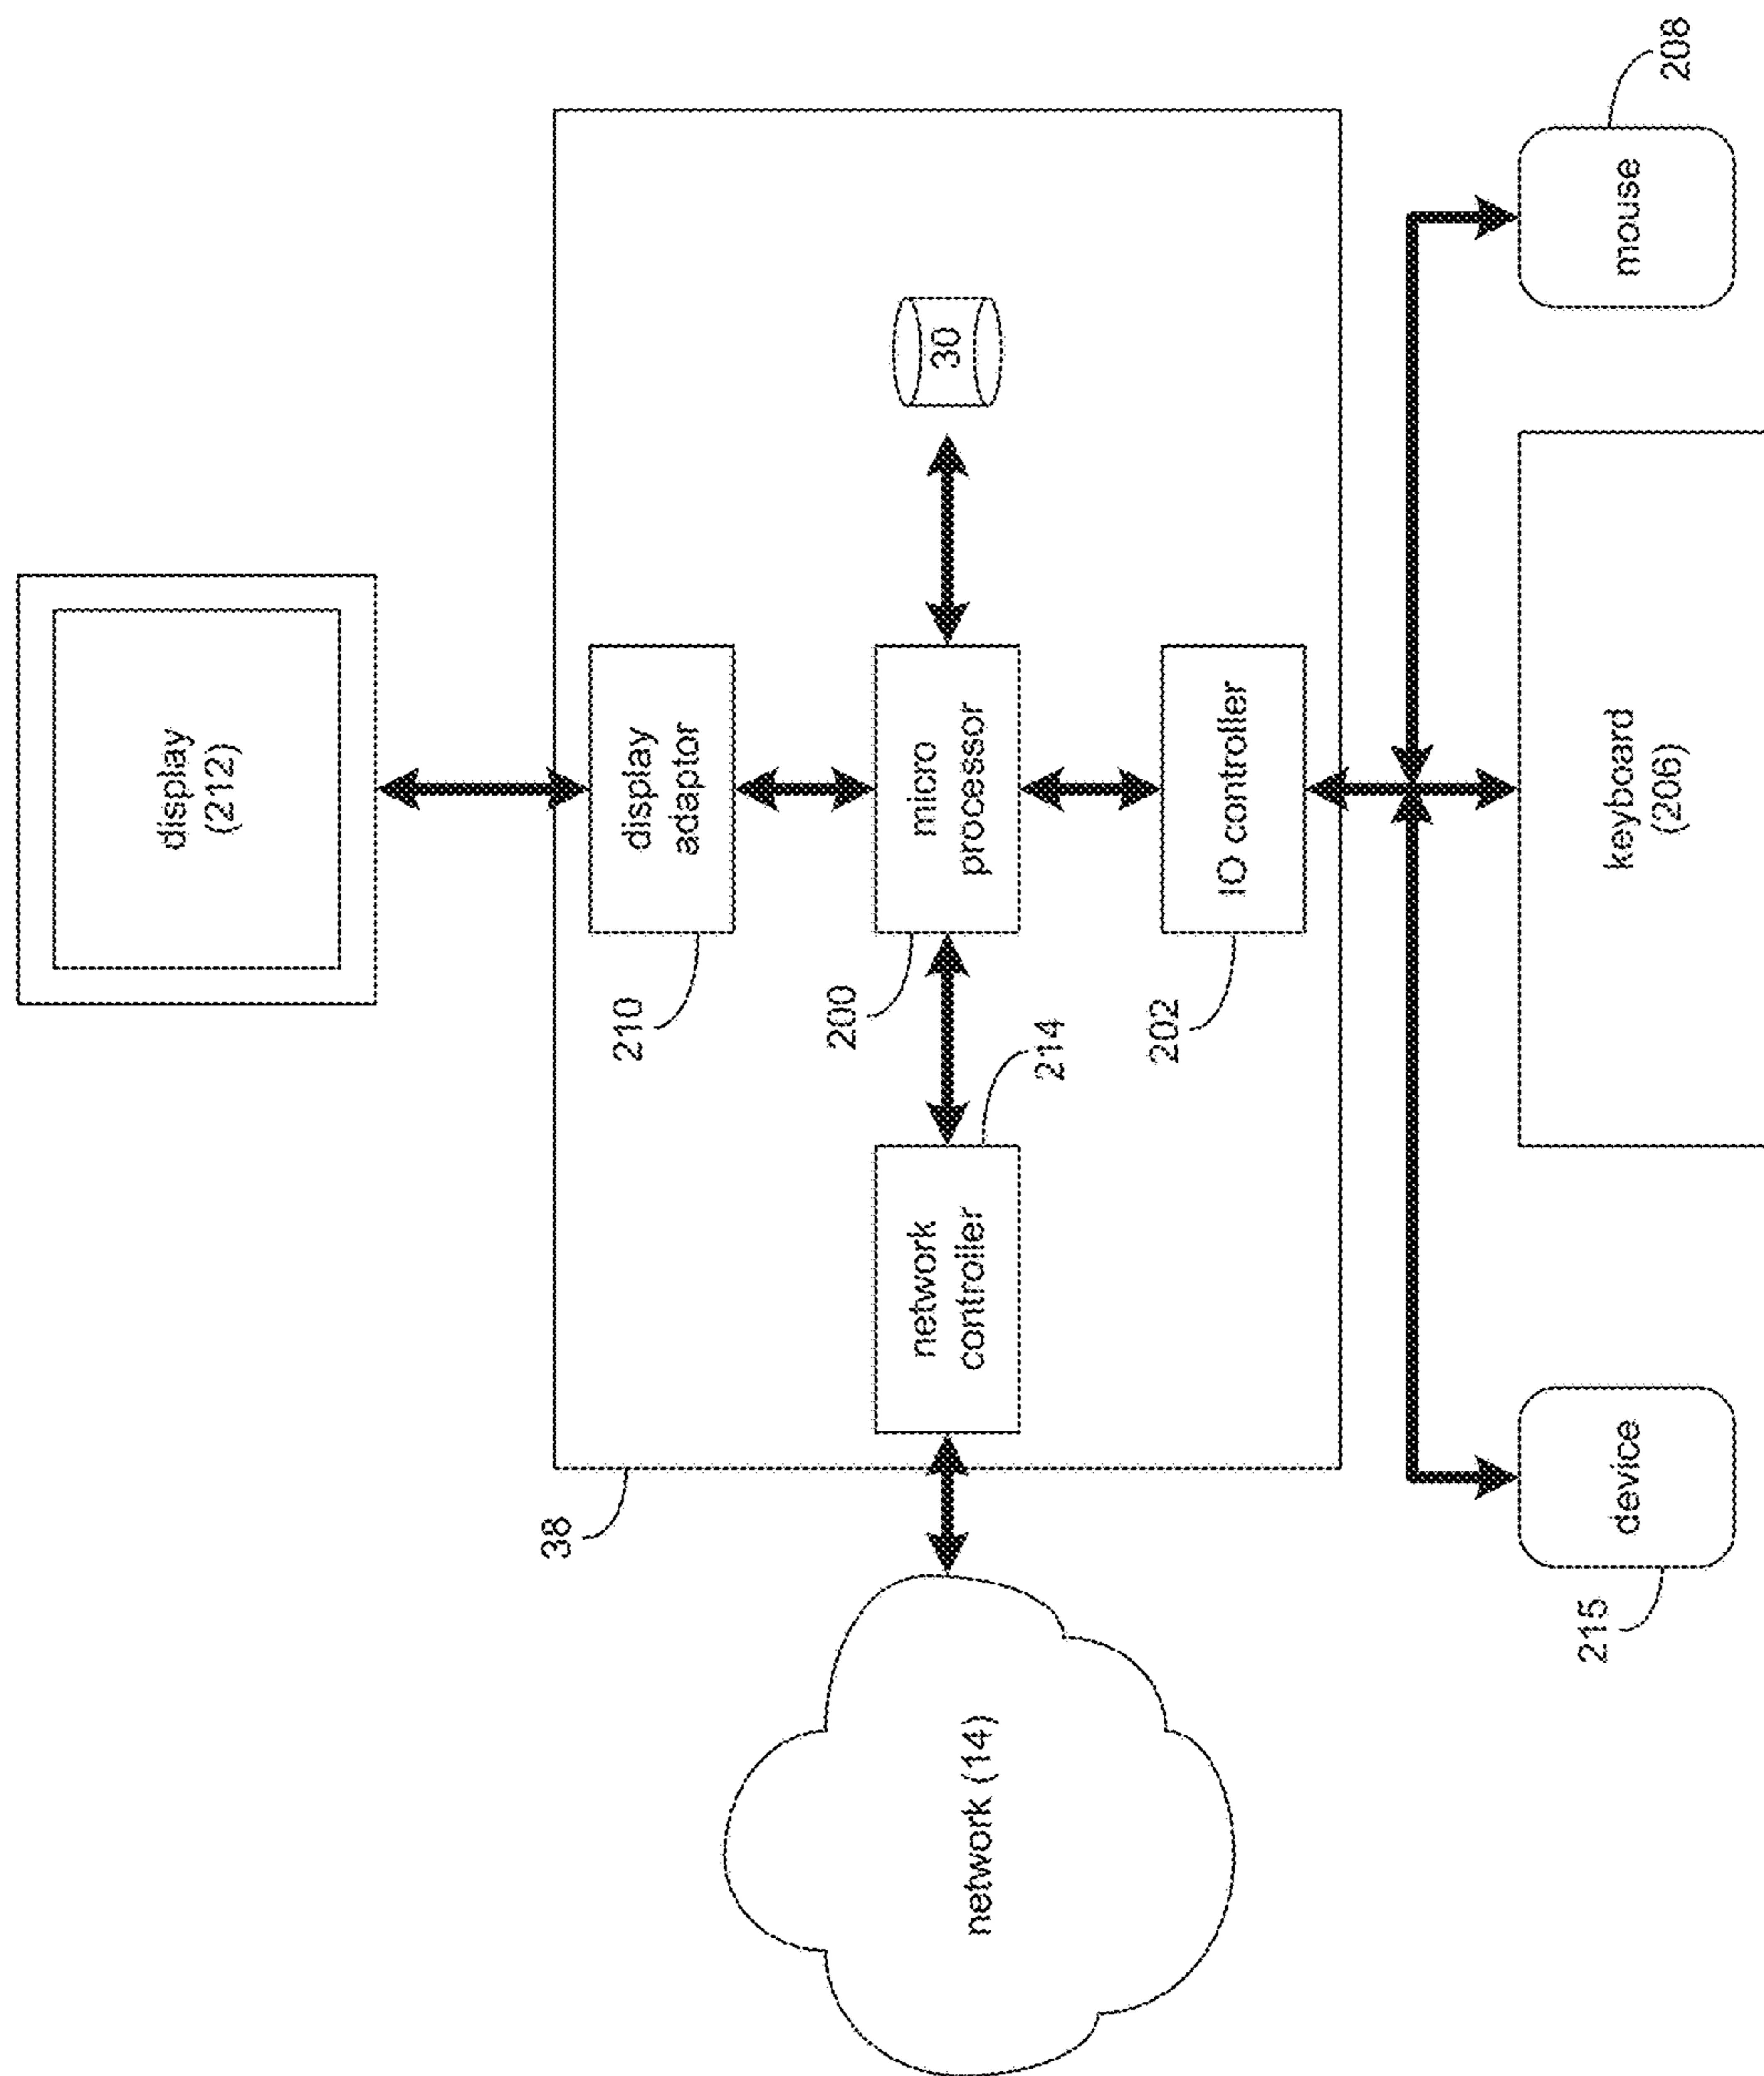 display
(212)
display
adaptor
210
micro
processor
200
30
network
controller
214
38
network (14)
IO controller
202
mouse
208
keyboard
(206)
device
215